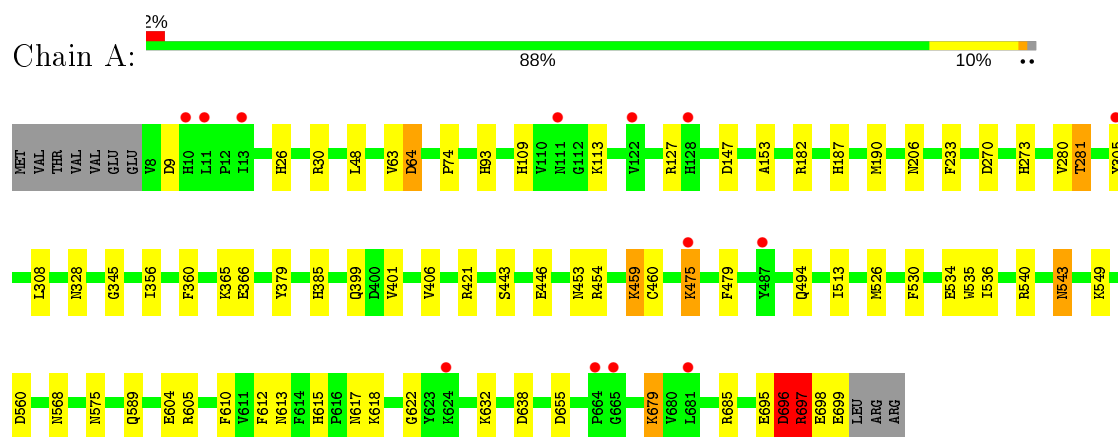 2%
Chain A:
88% 10% ••
MET VAL THR VAL VAL GLU GLU V8 D9 H10 L11 P12 I13 H26 R30 L48 V63 D64 P74 H93 H109 V110 N111 G112 K113 V122 R127 H128 D147 A153 R182 H187 M190 N206 F233 D270 H273 V280 T281
L308 N328 G345 I356 F360 K365 E366 Y379 H385 Q399 D400 V401 V406 R421 S443 E446 N453 R454 K459 C460 K475 F479 Y487 Q494 I513 M526 F530 E534 W535 I536 R540 N543 K549
D560 N568 N575 Q589 E604 R605 F610 V611 F612 N613 F614 H615 P616 N617 K618 G622 Y623 K624 K632 D638 D655 P664 G665 K679 V680 L681 R685 E695 D696 R697 E698 E699 LEU ARG ARG